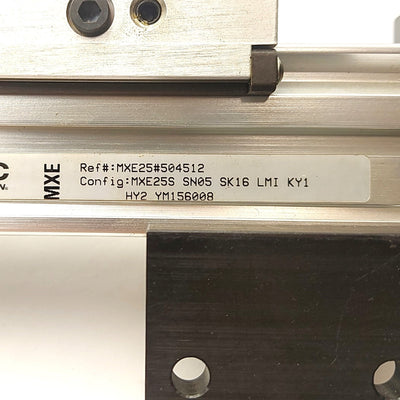 MXE
Ref#:MXE25#504512
Config:MXE25S SN05 SK16 LMI KY1
HY2 YM156008